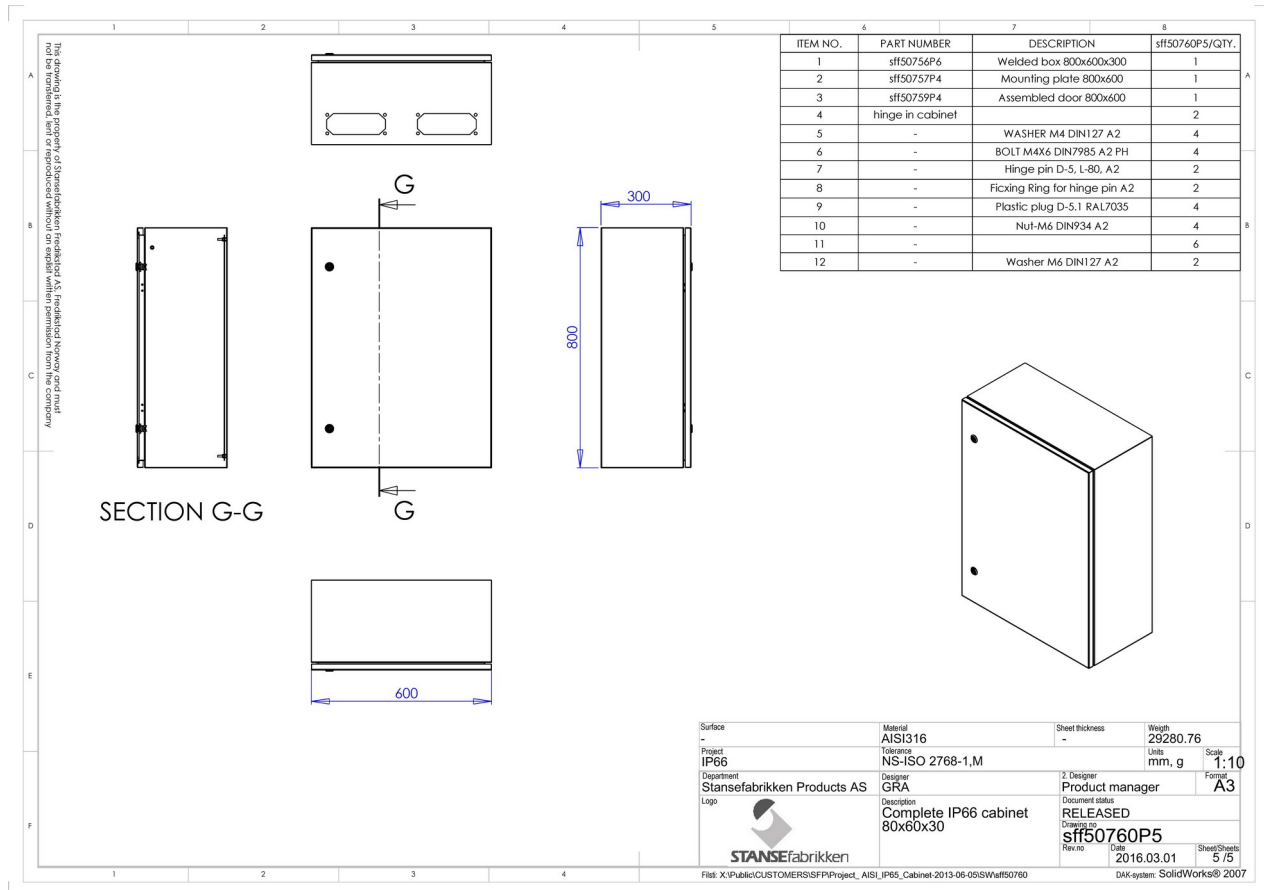 1 2 3 4 5 6 7 8
A
B
C
D
E
F
A
B
C
D
This drawing is the property of Stansefabrikken Fredrikstad AS, Fredrikstad Norway and must
not be transferred, lent or reproduced without an explisit written permission from the company
ITEM NO. PART NUMBER DESCRIPTION sff50760P5/QTY.
1 sff50756P6 Welded box 800x600x300 1
2 sff50757P4 Mounting plate 800x600 1
3 sff50759P4 Assembled door 800x600 1
4 hinge in cabinet 2
5 - WASHER M4 DIN127 A2 4
6 - BOLT M4X6 DIN7985 A2 PH 4
7 - Hinge pin D-5, L-80, A2 2
8 - Ficxing Ring for hinge pin A2 2
9 - Plastic plug D-5.1 RAL7035 4
10 - Nut-M6 DIN934 A2 4
11 - 6
12 - Washer M6 DIN127 A2 2
G
300
800
G
SECTION G-G
600
Surface
-
Material
AISI316
Sheet thickness
-
Weigth
29280.76
Project
IP66
Tolerance
NS-ISO 2768-1,M
Units
mm, g
Scale
1:10
Department
Stansefabrikken Products AS
Designer
GRA
2. Designer
Product manager
Format
A3
Logo
STANSEfabrikken
Description
Complete IP66 cabinet
80x60x30
Document status
RELEASED
Drawing no
sff50760P5
Rev.no
Date
2016.03.01
Sheet/Sheets
5 /5
1 2 3 4
Filsti: X:\Public\CUSTOMERS\SFP\Project_ AISI_IP65_Cabinet-2013-06-05\SW\sff50760
DAK-system: SolidWorks® 2007